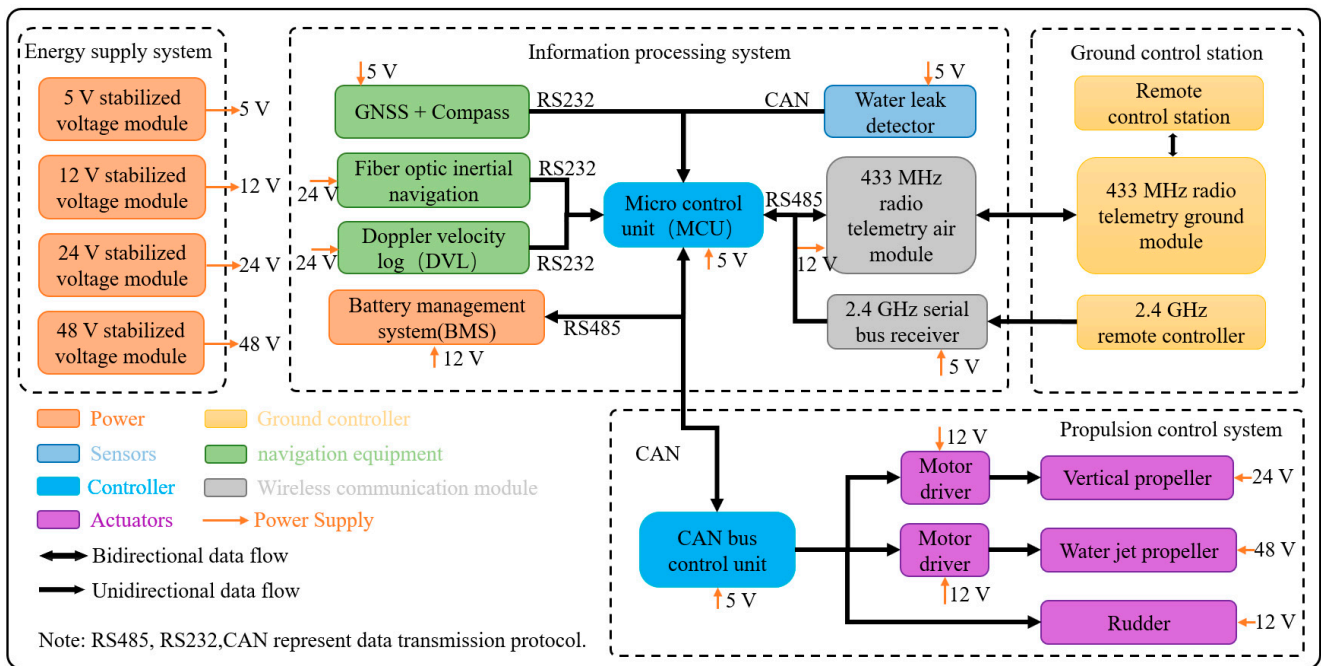 Energy supply system
5 V stabilized
voltage module
5 V
12 V stabilized
voltage module
12 V
24 V stabilized
voltage module
24 V
48 V stabilized
voltage module
48 V
Information processing system
5 V
GNSS + Compass
RS232
CAN
5 V
Water leak
detector
24 V
Fiber optic inertial
navigation
RS232
24 V
Doppler velocity
log（DVL）
RS232
Micro control
unit（MCU）
5 V
RS485
12 V
433 MHz
radio
telemetry air
module
Battery management
system(BMS)
RS485
12 V
2.4 GHz serial
bus receiver
5 V
Ground control station
Remote
control station
433 MHz radio
telemetry ground
module
2.4 GHz
remote controller
Power
Ground controller
Sensors
navigation equipment
Controller
Wireless communication module
Actuators
Power Supply
Bidirectional data flow
Unidirectional data flow
Note: RS485, RS232,CAN represent data transmission protocol.
Propulsion control system
CAN
CAN bus
control unit
5 V
12 V
Motor
driver
Vertical propeller
24 V
Motor
driver
12 V
Water jet propeller
48 V
Rudder
12 V